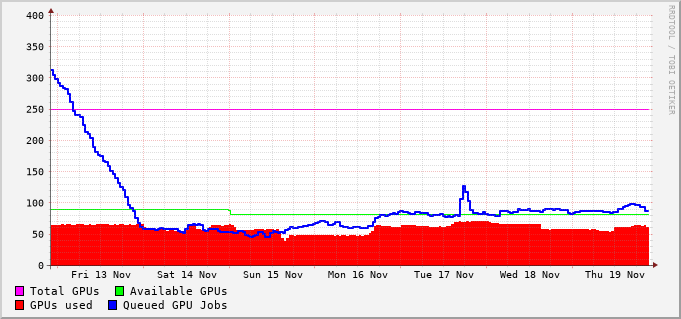 400
350
300
250
200
150
100
50
0
Fri 13 Nov Sat 14 Nov Sun 15 Nov Mon 16 Nov Tue 17 Nov Wed 18 Nov Thu 19 Nov
Total GPUs Available GPUs
GPUs used Queued GPU Jobs
RRDTOOL / TOBI OETIKER